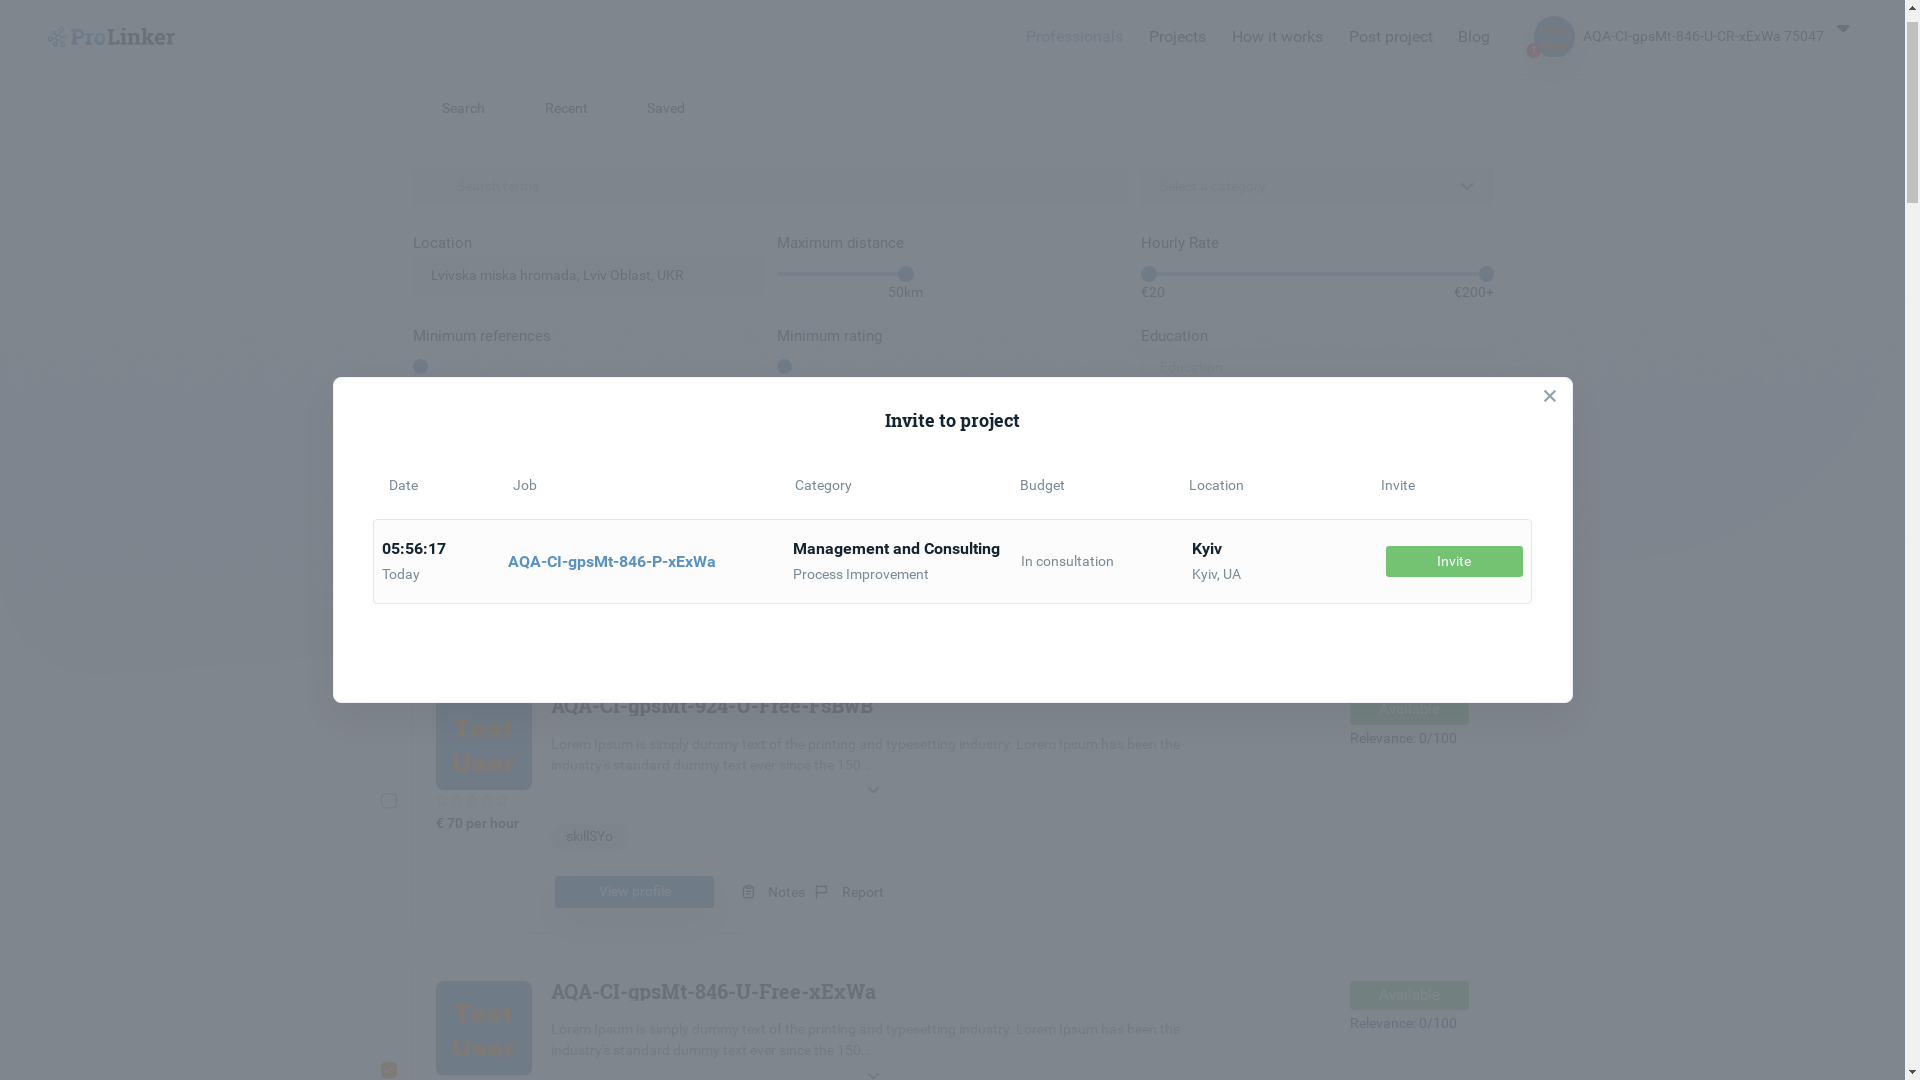 ProLinker
Professionals Projects How it works Post project Blog AQA-CI-gpsMt-846-U-CR-xExWa 75047
Search Recent Saved
Search terms Select a category
Location Maximum distance Hourly Rate
Lvivska miska hromada, Lviv Oblast, UKR
50km €20 €200+
Minimum references Minimum rating Education
Education
Invite to project
Date Job Category Budget Location Invite
05:56:17 Management and Consulting Kyiv
AQA-CI-gpsMt-846-P-xExWa In consultation Invite
Today Process Improvement Kyiv, UA
AQA-CI-gpsMt-924-U-Free-FsBwB Available
Test
User
Relevance: 0/100
Lorem Ipsum is simply dummy text of the printing and typesetting industry. Lorem Ipsum has been the
industry's standard dummy text ever since the 150...
€ 70 per hour
skillSYo
View profile Notes Report
AQA-CI-gpsMt-846-U-Free-xExWa Available
Test
User
Relevance: 0/100
Lorem Ipsum is simply dummy text of the printing and typesetting industry. Lorem Ipsum has been the
industry's standard dummy text ever since the 150...